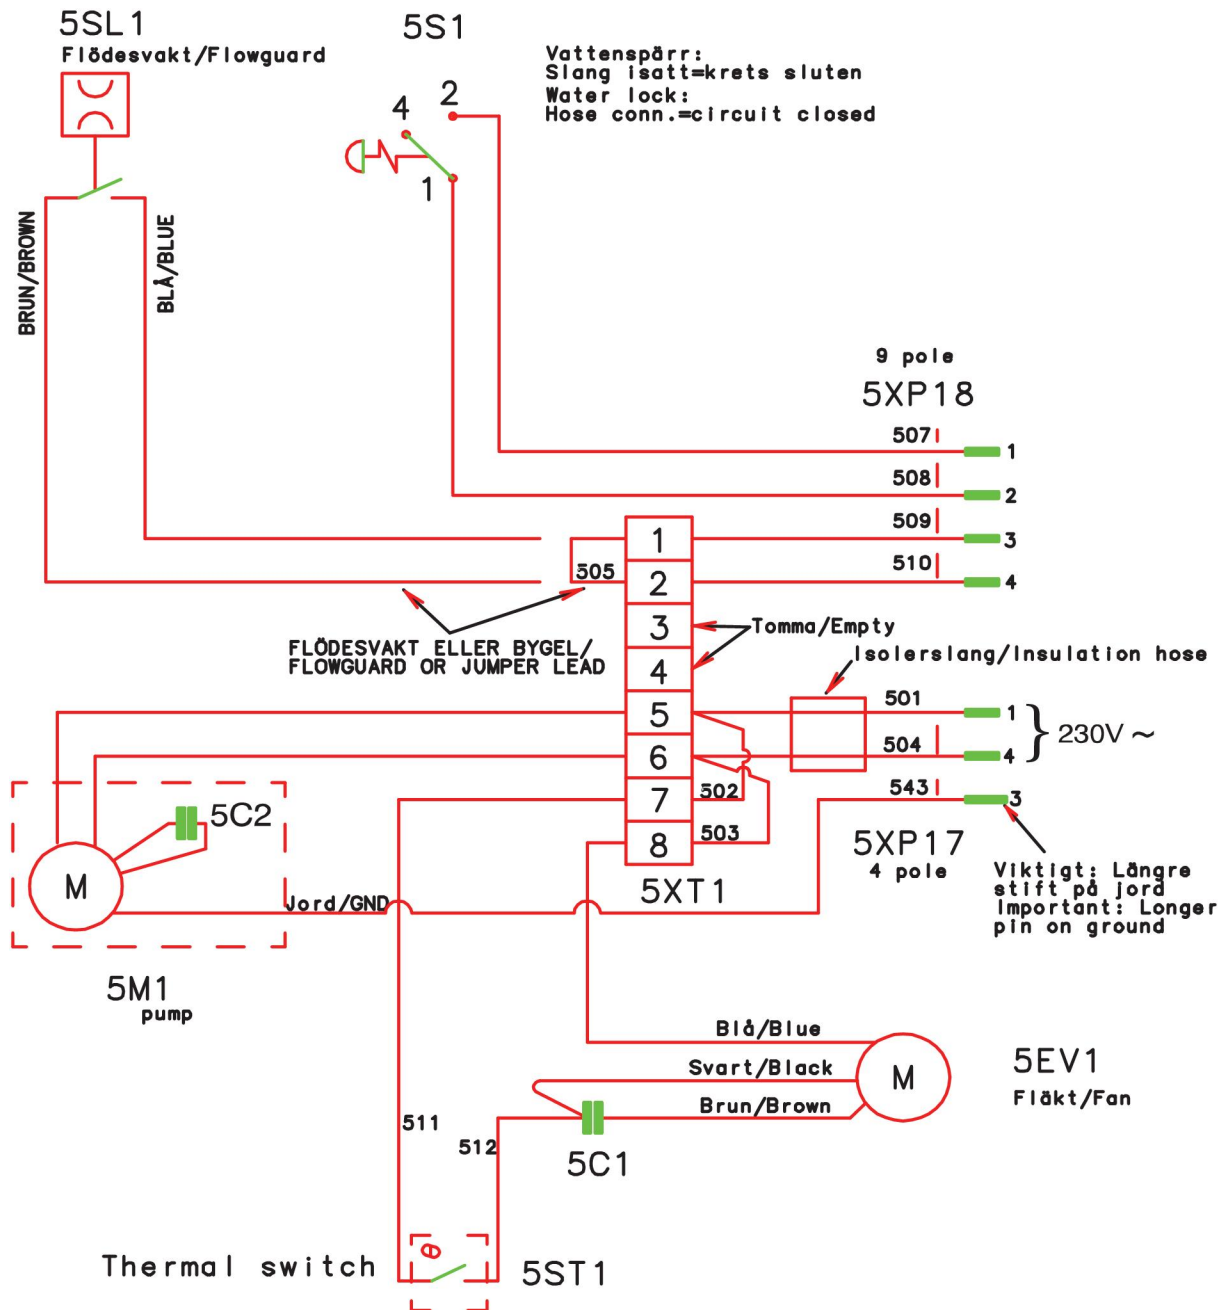 5SL1
Flödesvakt/Flowguard
5S1
Vattenspärr:
Slang isatt=krets sluten
Water lock:
Hose conn.=circuit closed
2
4
1
BRUN/BROWN
BLÅ/BLUE
9 pole
5XP18
507
1
508
2
509
3
510
4
1
2
3
4
5
6
7
8
505
FLÖDESVAKT ELLER BYGEL/
FLOWGUARD OR JUMPER LEAD
Tomma/Empty
Isolerslang/Insulation hose
501
1
504
4
230V ~
543
3
502
503
5XT1
5XP17
4 pole
Viktigt: Längre
stift på jord
Important: Longer
pin on ground
5C2
M
Jord/GND
5M1
pump
Blå/Blue
Svart/Black
Brun/Brown
M
5EV1
Fläkt/Fan
511
512
5C1
Thermal switch
θ
5ST1